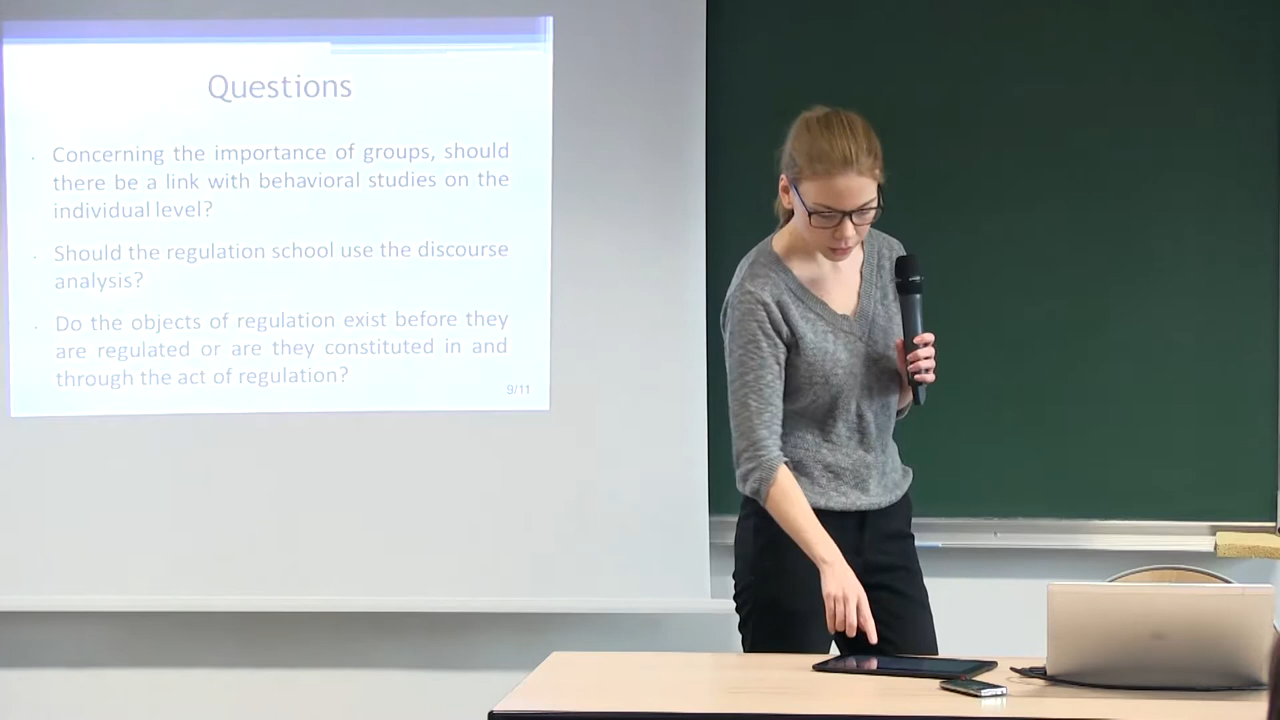 Questions
Concerning the importance of groups, should
there be a link with behavioral studies on the
individual level?
Should the regulation school use the discourse
analysis?
Do the objects of regulation exist before they
are regulated or are they constituted in and
through the act of regulation?
9/11